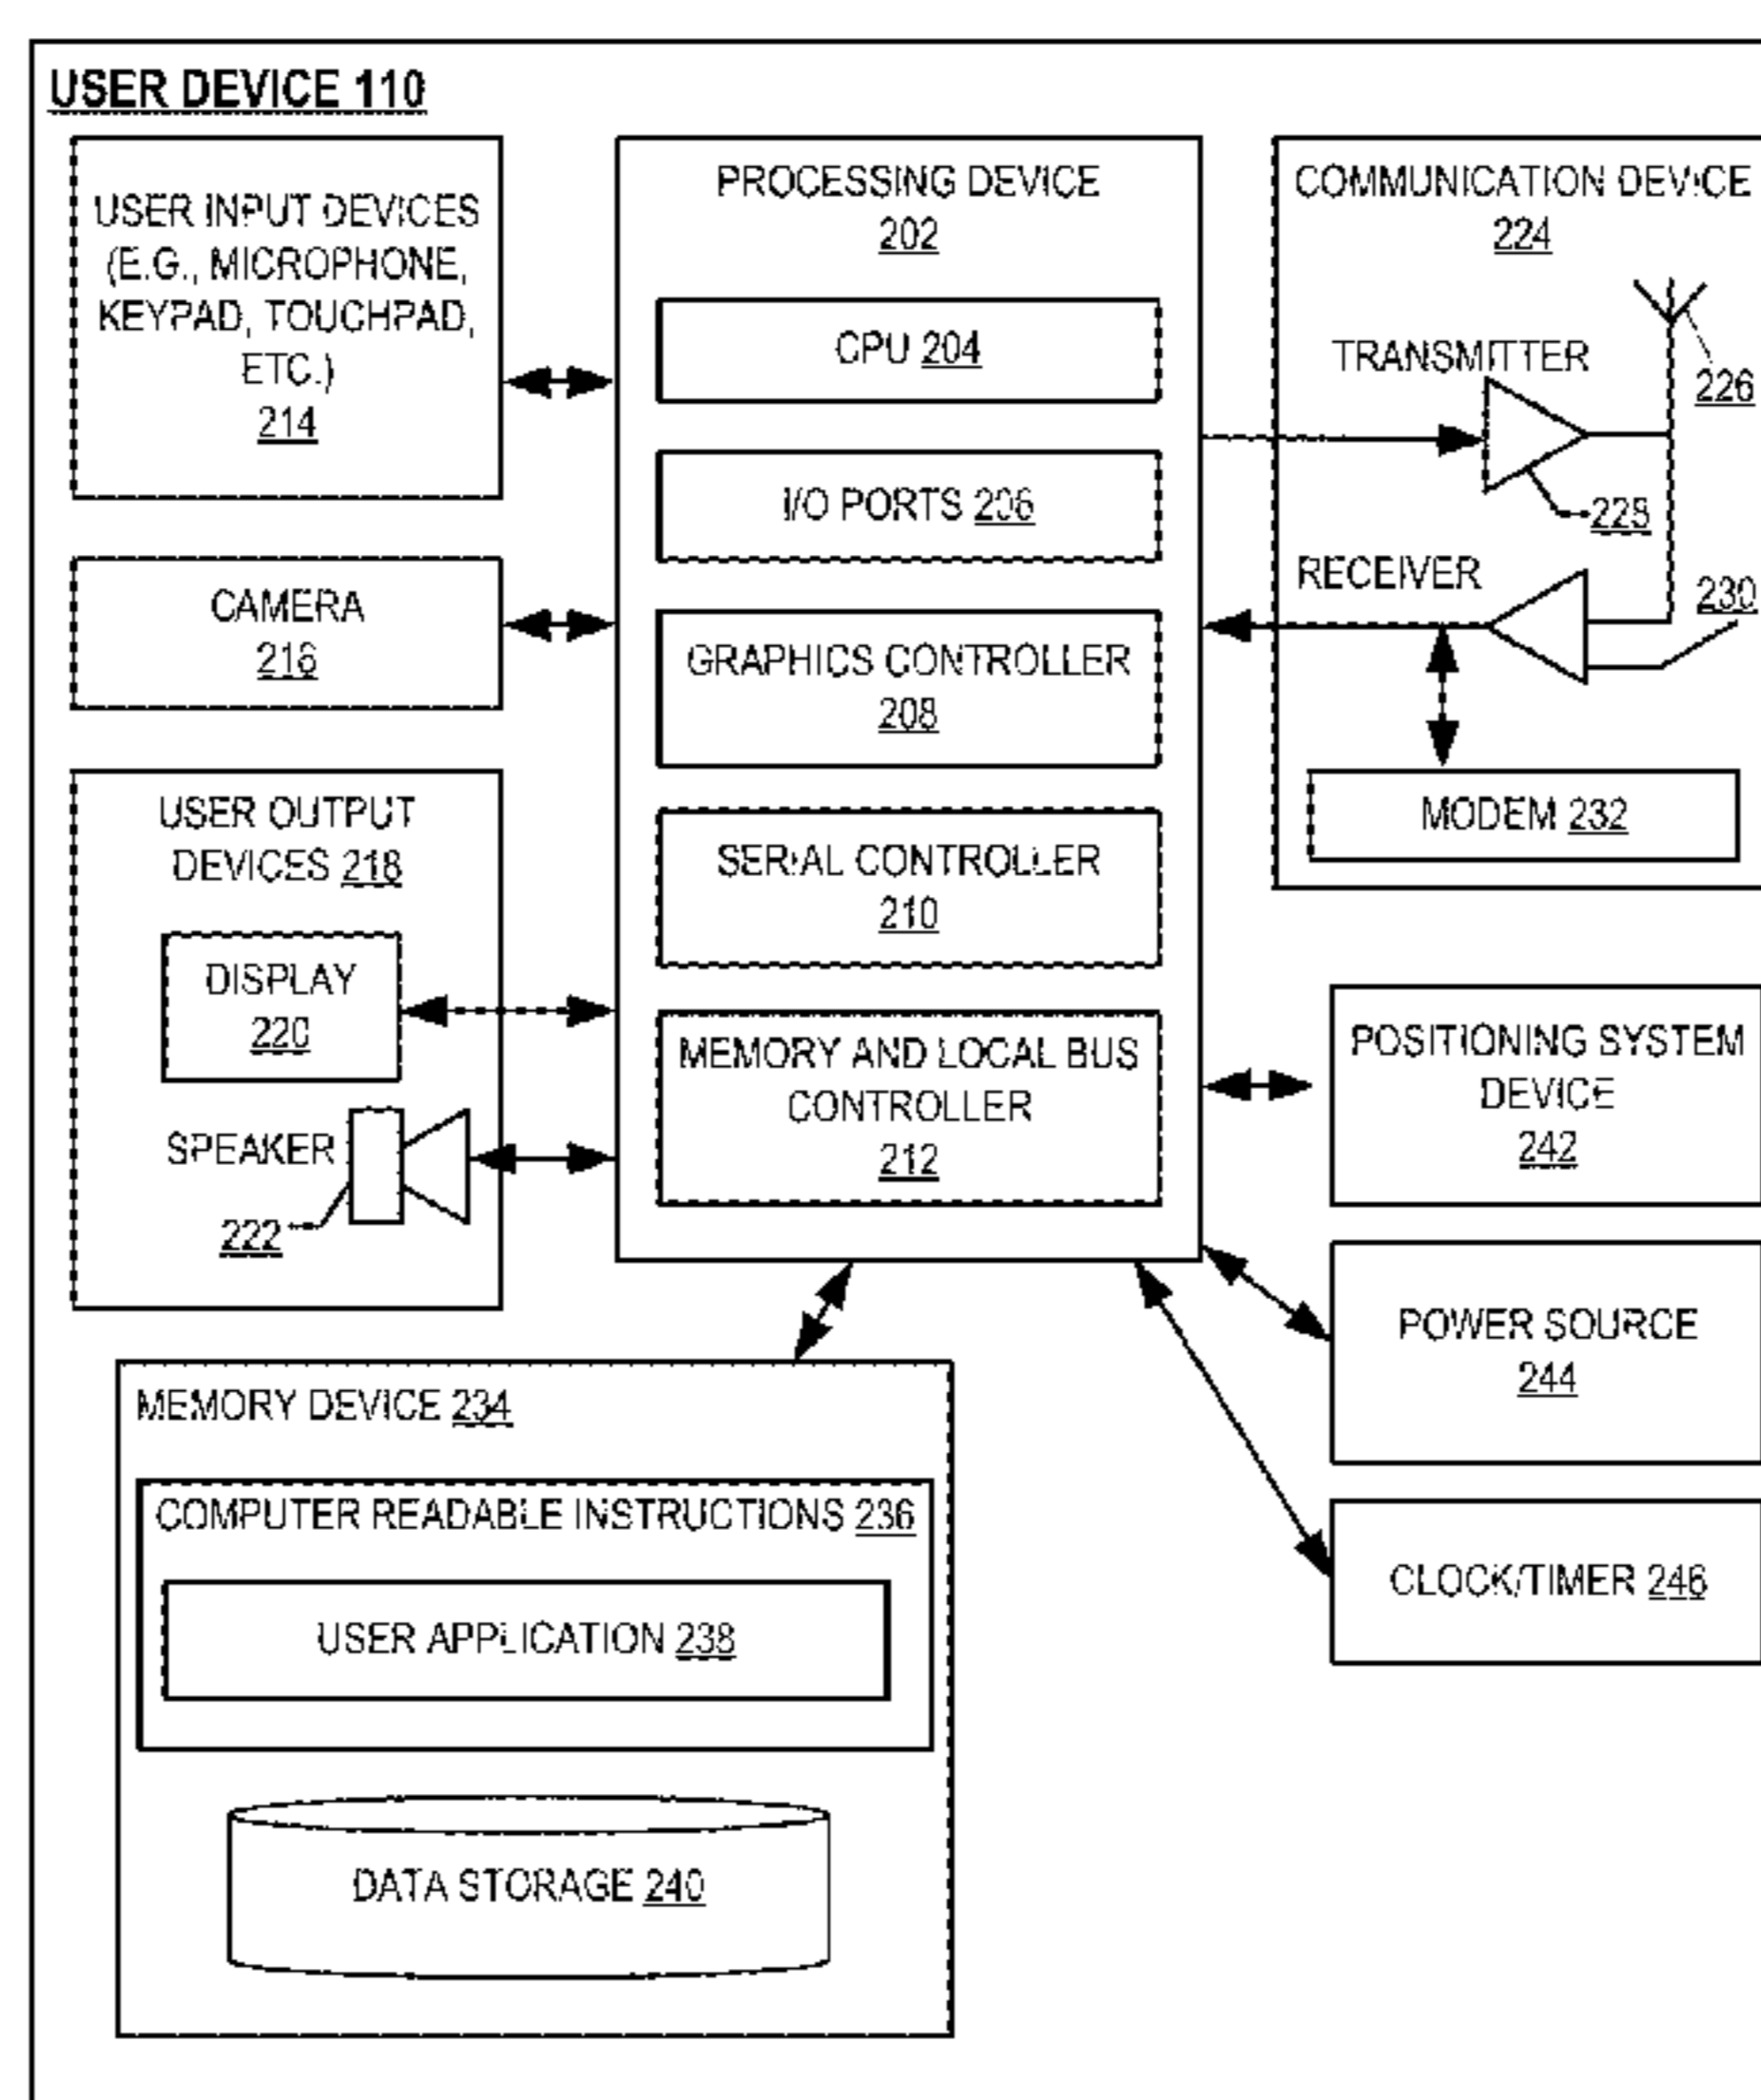 USER DEVICE 110
USER INPUT DEVICES
(E.G., MICROPHONE,
KEYPAD, TOUCHPAD,
ETC.)
214
CAMERA
216
USER OUTPUT
DEVICES 218
DISPLAY
220
SPEAKER
222
PROCESSING DEVICE
202
CPU 204
I/O PORTS 206
GRAPHICS CONTROLLER
208
SERIAL CONTROLLER
210
MEMORY AND LOCAL BUS
CONTROLLER
212
COMMUNICATION DEVICE
224
TRANSMITTER
226
228
RECEIVER
230
MODEM 232
POSITIONING SYSTEM
DEVICE
242
POWER SOURCE
244
CLOCK/TIMER 246
MEMORY DEVICE 234
COMPUTER READABLE INSTRUCTIONS 236
USER APPLICATION 238
DATA STORAGE 240